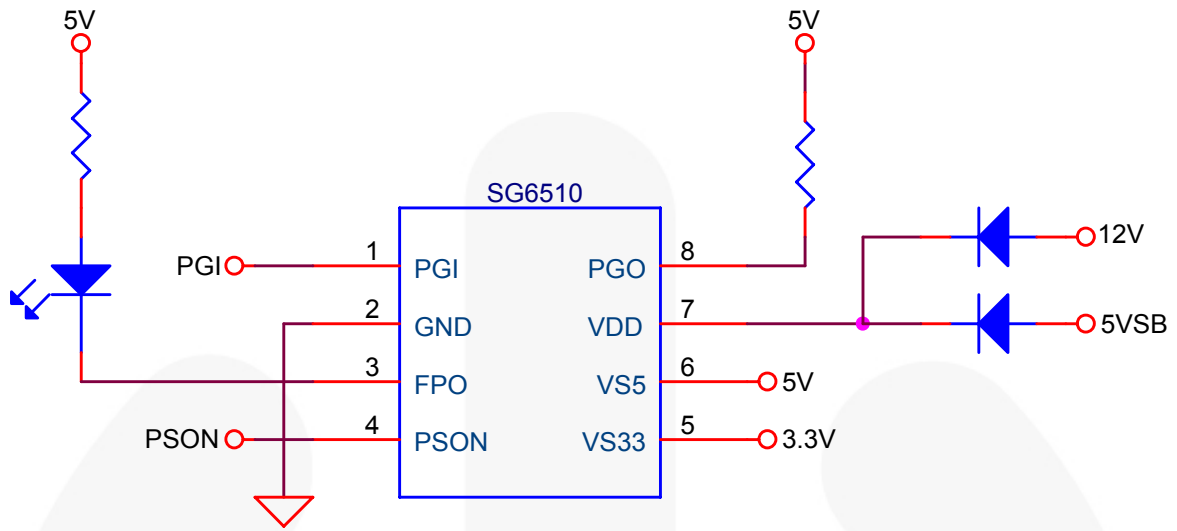 5V
5V
SG6510
PGI
1
PGI
PGO
8
12V
2
GND
VDD
7
5VSB
3
FPO
VS5
6
5V
PSON
4
PSON
VS33
5
3.3V